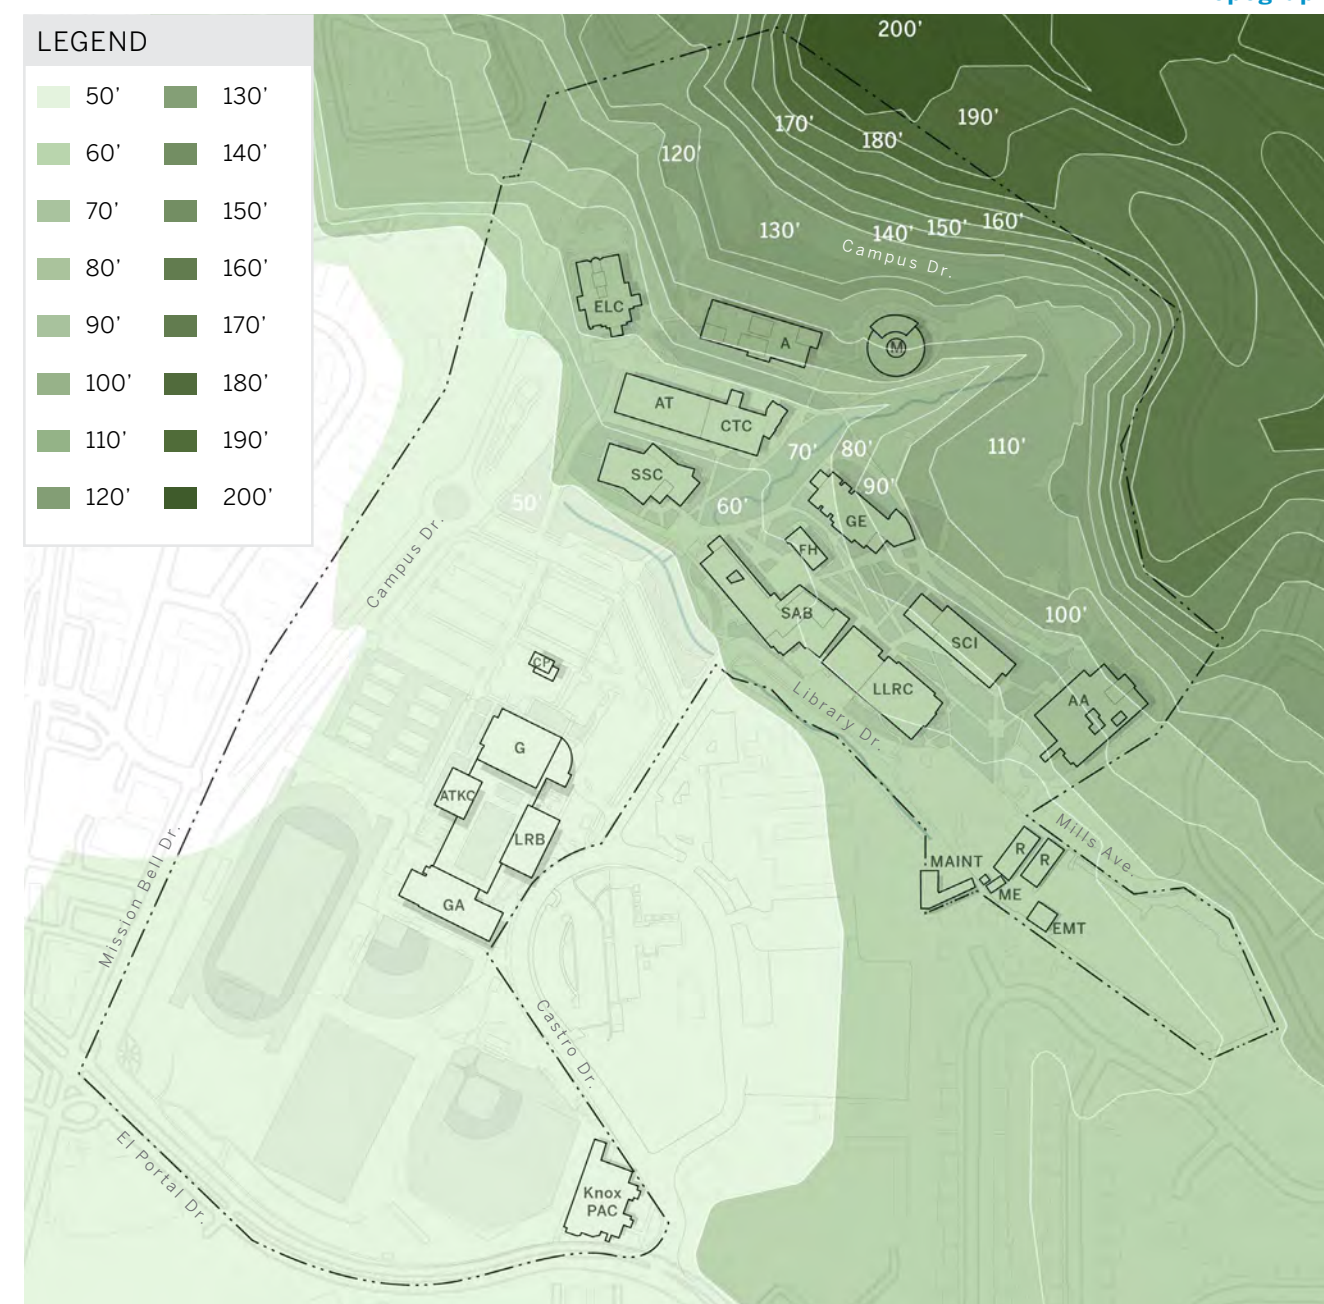 LEGEND
50’ 130’
60’ 140’
70’ 150’
80’ 160’
90’ 170’
100’ 180’
110’ 190’
120’ 200’
200’
190’
170’
180’
120’
160’
150’
140’
130’
Campus Dr.
ELC
A
M
AT
CTC
110’
70’
80’
SSC
90’
50’
60’
GE
FH
Campus Dr.
SAB
100’
SCI
CP
LLRC
Library Dr.
AA
G
ATKC
LRB
Mission Bell Dr.
Mills Ave.
R
R
MAINT
ME
GA
EMT
Castro Dr.
El Portal Dr.
Knox
PAC